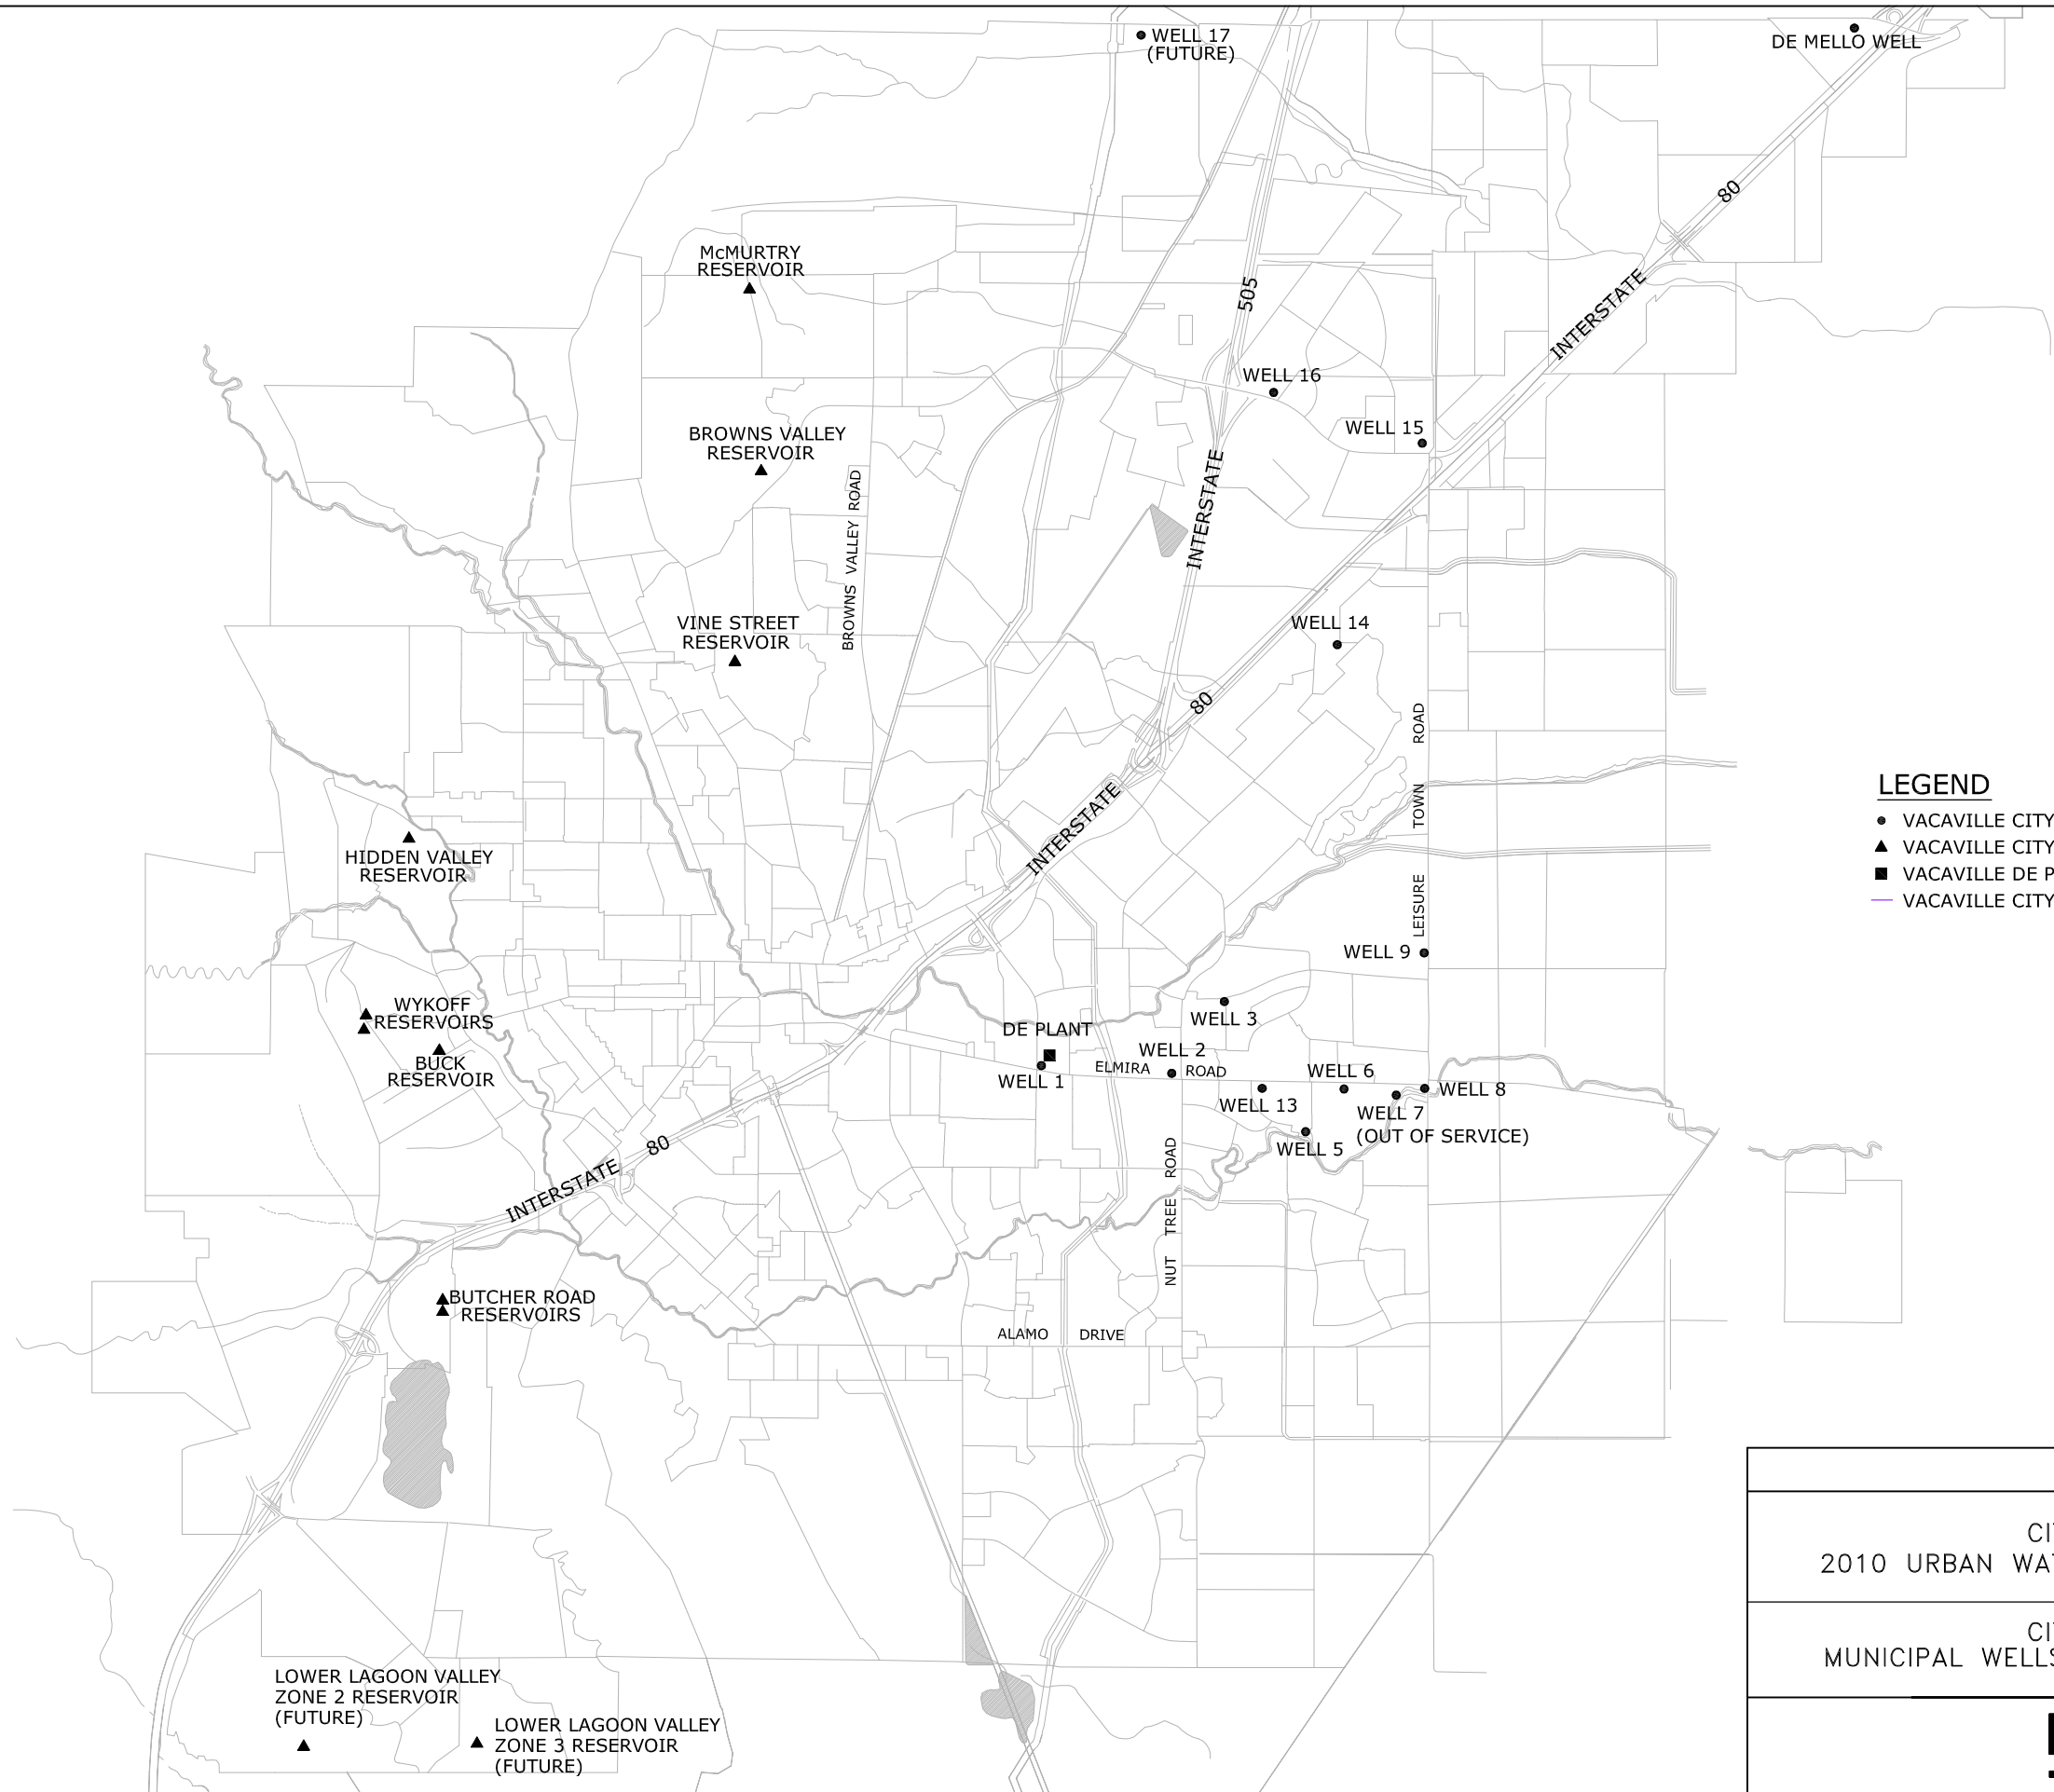 WELL 17
(FUTURE)
DE MELLO WELL
80
McMURTRY
RESERVOIR
505
INTERSTATE
WELL 16
BROWNS VALLEY
RESERVOIR
WELL 15
BROWNS VALLEY ROAD
INTERSTATE
VINE STREET
RESERVOIR
WELL 14
80
INTERSTATE
LEISURE TOWN ROAD
LEGEND
VACAVILLE CITY
VACAVILLE CITY
VACAVILLE DE P
VACAVILLE CITY
HIDDEN VALLEY
RESERVOIR
WELL 9
WYKOFF
RESERVOIRS
BUCK
RESERVOIR
WELL 3
DE PLANT
WELL 2
ELMIRA ROAD
WELL 1
WELL 6
WELL 8
WELL 13
WELL 7
(OUT OF SERVICE)
WELL 5
80
INTERSTATE
NUT TREE ROAD
BUTCHER ROAD
RESERVOIRS
ALAMO DRIVE
2010 URBAN WAT
MUNICIPAL WELLS
LOWER LAGOON VALLEY
ZONE 2 RESERVOIR
(FUTURE)
LOWER LAGOON VALLEY
ZONE 3 RESERVOIR
(FUTURE)